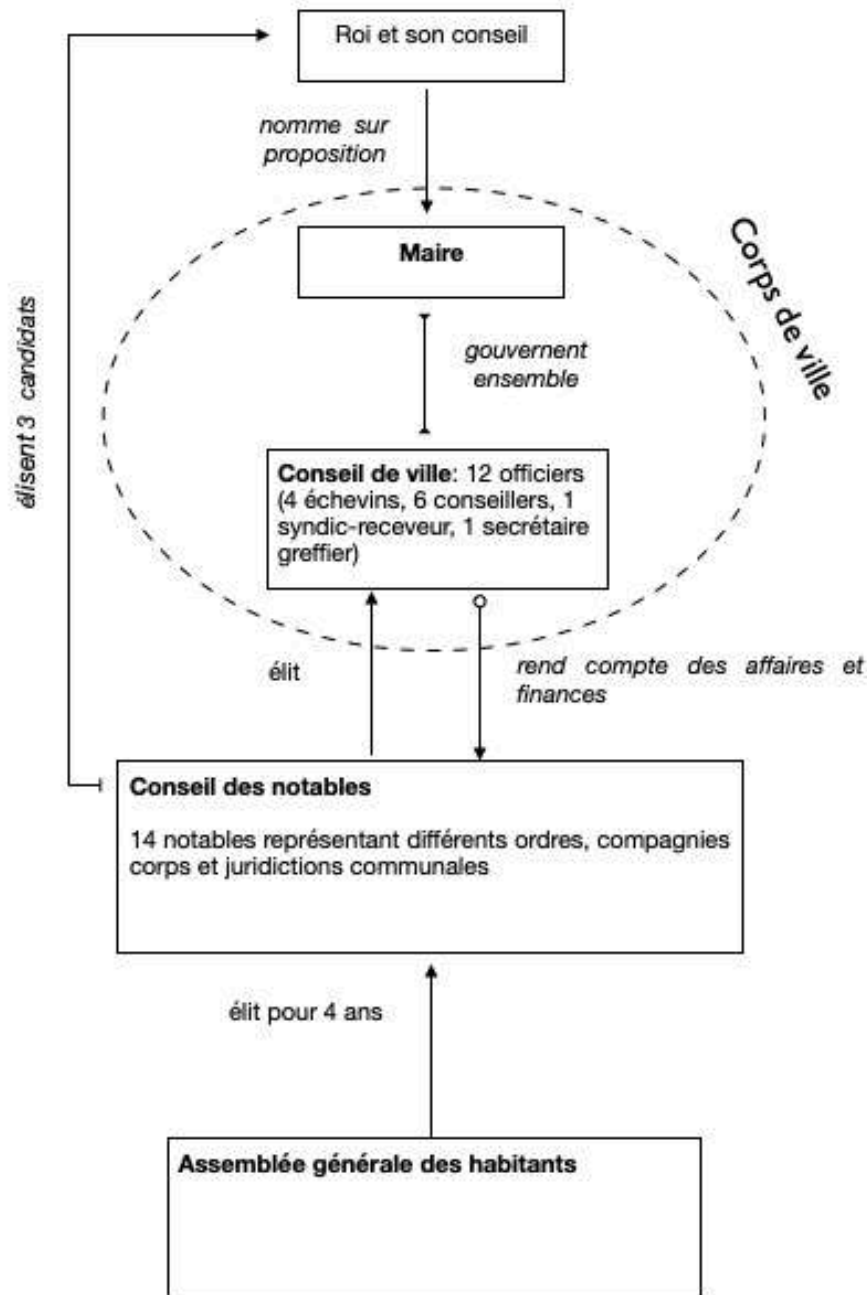 Roi et son conseil
nomme sur
proposition
Maire
Corps de ville
élisent 3 candidats
gouvernent
ensemble
Conseil de ville: 12 officiers
(4 échevins, 6 conseillers, 1
syndic-receveur, 1 secrétaire
greffier)
élit
rend compte des affaires et
finances
Conseil des notables
14 notables représentant différents ordres, compagnies
corps et juridictions communales
élit pour 4 ans
Assemblée générale des habitants